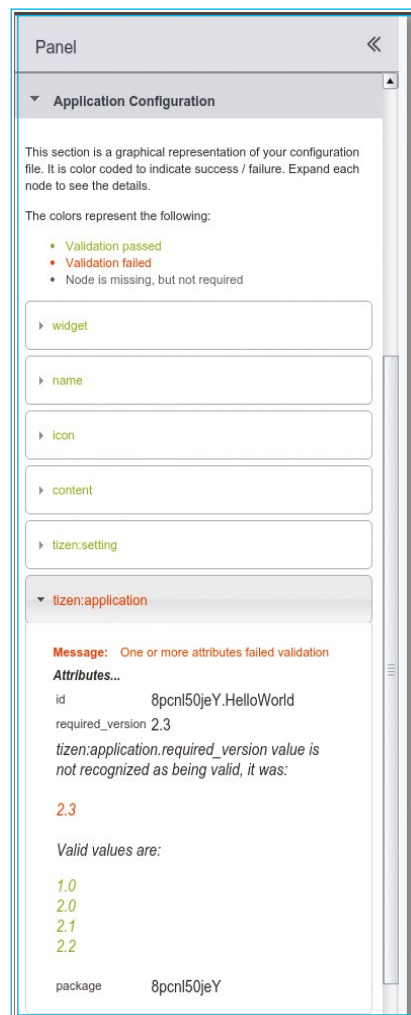 Panel
Application Configuration
This section is a graphical representation of your configuration
file. It is color coded to indicate success / failure. Expand each
node to see the details.
The colors represent the following:
Validation passed
Validation failed
Node is missing, but not required
widget
name
icon
content
tizen:setting
tizen:application
Message: One or more attributes failed validation
Attributes...
id 8pcnl50jeY.HelloWorld
required_version 2.3
tizen:application.required_version value is
not recognized as being valid, it was:
2.3
Valid values are:
1.0
2.0
2.1
2.2
package 8pcnl50jeY